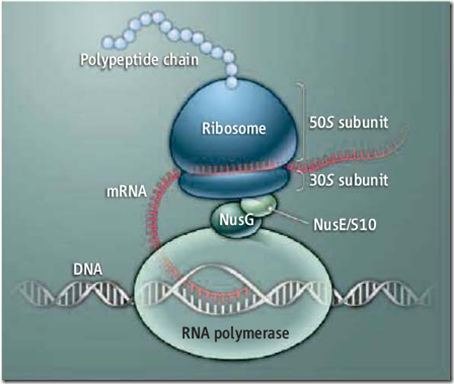 Polypeptide chain
Ribosome
50S subunit
30S subunit
mRNA
NusG
NusE/S10
DNA
RNA polymerase